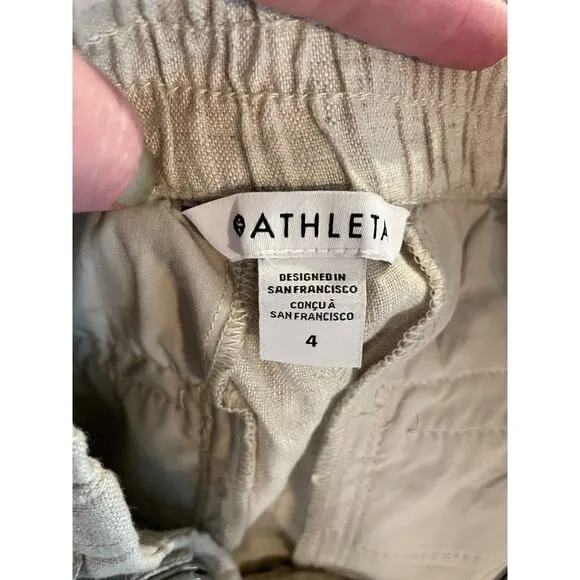 ATHLETA
DESIGNED IN
SAN FRANCISCO
CONÇU À
SAN FRANCISCO
4